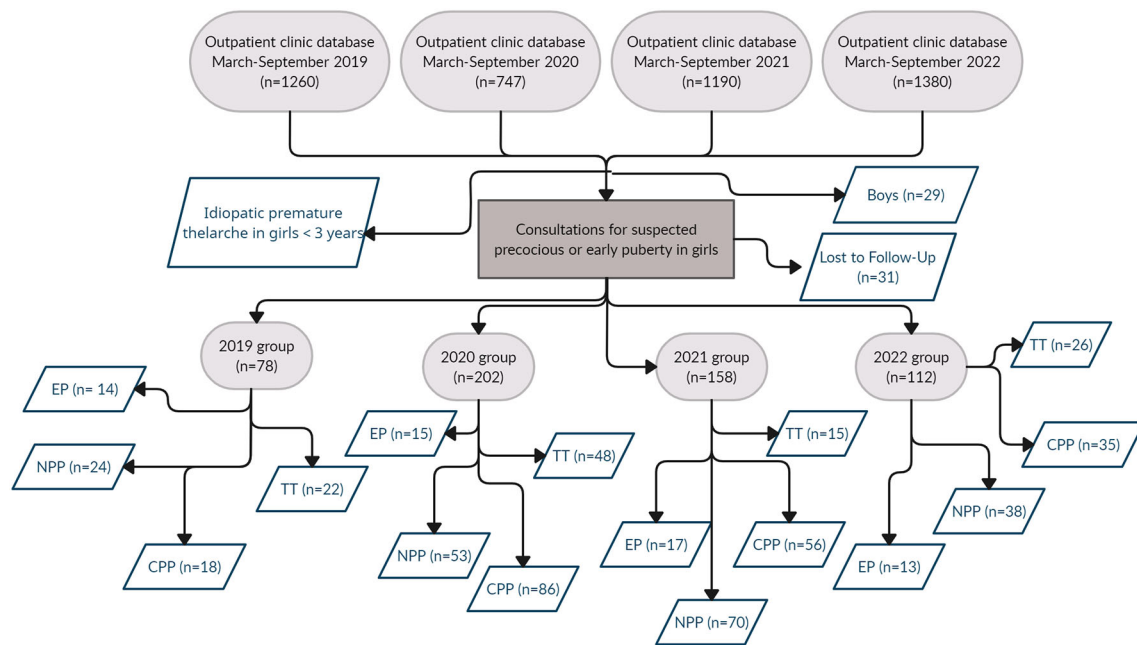 Outpatient clinic database
March-September 2019
(n=1260)
Outpatient clinic database
March-September 2020
(n=747)
Outpatient clinic database
March-September 2021
(n=1190)
Outpatient clinic database
March-September 2022
(n=1380)
Idiopatic premature
thelarche in girls < 3 years
Boys (n=29)
Consultations for suspected
precocious or early puberty in girls
Lost to Follow-Up
(n=31)
2019 group
(n=78)
2020 group
(n=202)
2021 group
(n=158)
2022 group
(n=112)
TT (n=26)
EP (n= 14)
EP (n=15)
TT (n=15)
CPP (n=35)
NPP (n=24)
TT (n=48)
TT (n=22)
NPP (n=38)
NPP (n=53)
EP (n=17)
CPP (n=56)
CPP (n=18)
EP (n=13)
CPP (n=86)
NPP (n=70)